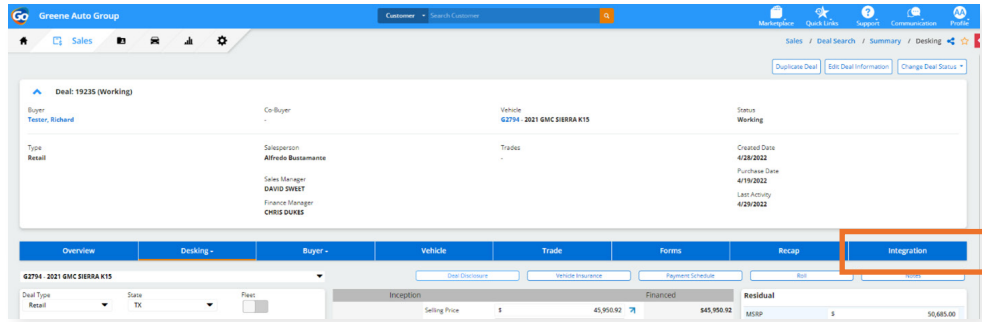 Go Greene Auto Group Customer Search Customer Marketplace Quick Links Support Communication AA Profile
Sales Sales / Deal Search / Summary / Desking
Duplicate Deal Edit Deal Information Change Deal Status
Deal: 19235 (Working)
Buyer Co-Buyer Vehicle Status
Tester, Richard - G2794 - 2021 GMC SIERRA K15 Working
Type Salesperson Trades Created Date
Retail Alfredo Bustamante - 4/28/2022
Purchase Date
Sales Manager 4/19/2022
DAVID SWEET
Last Activity
Finance Manager 4/29/2022
CHRIS DUKES
Overview Desking Buyer Vehicle Trade Forms Recap Integration
G2794 - 2021 GMC SIERRA K15 Deal Disclosure Vehicle Insurance Payment Schedule Roll Notes
Deal Type State Fleet Inception Financed Residual
Retail TX Selling Price $ 45,950.92 $45,950.92 MSRP $ 50,685.00